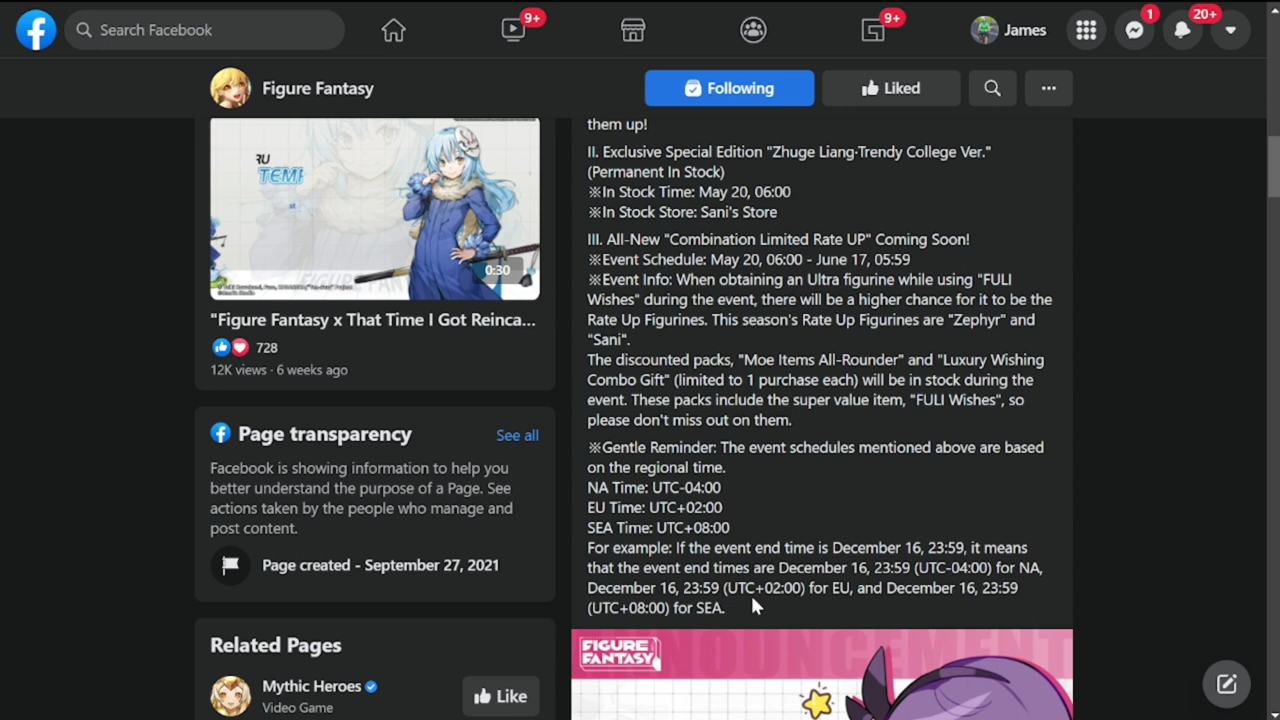 Search Facebook
9+
9+
James
1
20+
Figure Fantasy
Following
Liked
RU
TEMP
0:30
"Figure Fantasy x That Time I Got Reinca...
728
12K views · 6 weeks ago
Page transparency
See all
Facebook is showing information to help you
better understand the purpose of a Page. See
actions taken by the people who manage and
post content.
Page created - September 27, 2021
Related Pages
Mythic Heroes
Video Game
Like
them up!
II. Exclusive Special Edition "Zhuge Liang·Trendy College Ver."
(Permanent In Stock)
※In Stock Time: May 20, 06:00
※In Stock Store: Sani's Store
III. All-New "Combination Limited Rate UP" Coming Soon!
※Event Schedule: May 20, 06:00 - June 17, 05:59
※Event Info: When obtaining an Ultra figurine while using "FULI
Wishes" during the event, there will be a higher chance for it to be the
Rate Up Figurines. This season's Rate Up Figurines are "Zephyr" and
"Sani".
The discounted packs, "Moe Items All-Rounder" and "Luxury Wishing
Combo Gift" (limited to 1 purchase each) will be in stock during the
event. These packs include the super value item, "FULI Wishes", so
please don't miss out on them.
※Gentle Reminder: The event schedules mentioned above are based
on the regional time.
NA Time: UTC-04:00
EU Time: UTC+02:00
SEA Time: UTC+08:00
For example: If the event end time is December 16, 23:59, it means
that the event end times are December 16, 23:59 (UTC-04:00) for NA,
December 16, 23:59 (UTC+02:00) for EU, and December 16, 23:59
(UTC+08:00) for SEA.
FIGURE
FANTASY
ANNOUNCEMENT